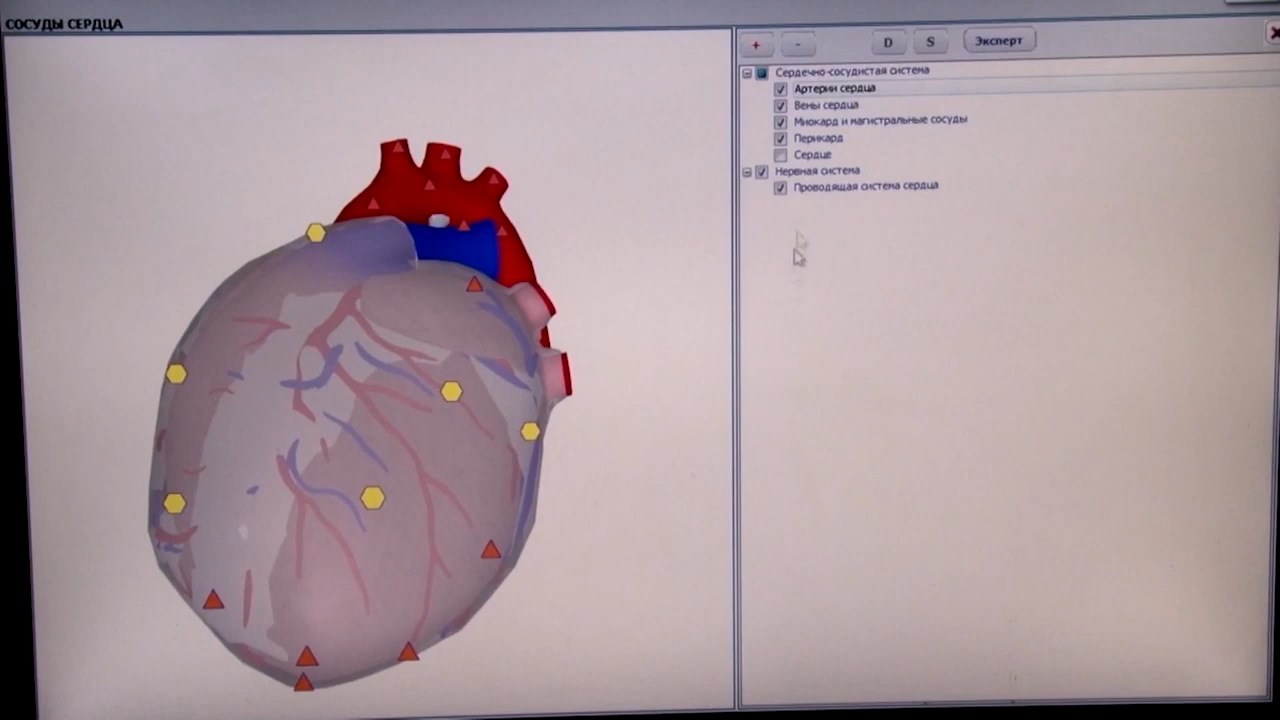 СОСУДЫ СЕРДЦА
+ - D S Эксперт
Сердечно-сосудистая система
Артерии сердца
Вены сердца
Миокард и магистральные сосуды
Перикард
Сердце
Нервная система
Проводящая система сердца